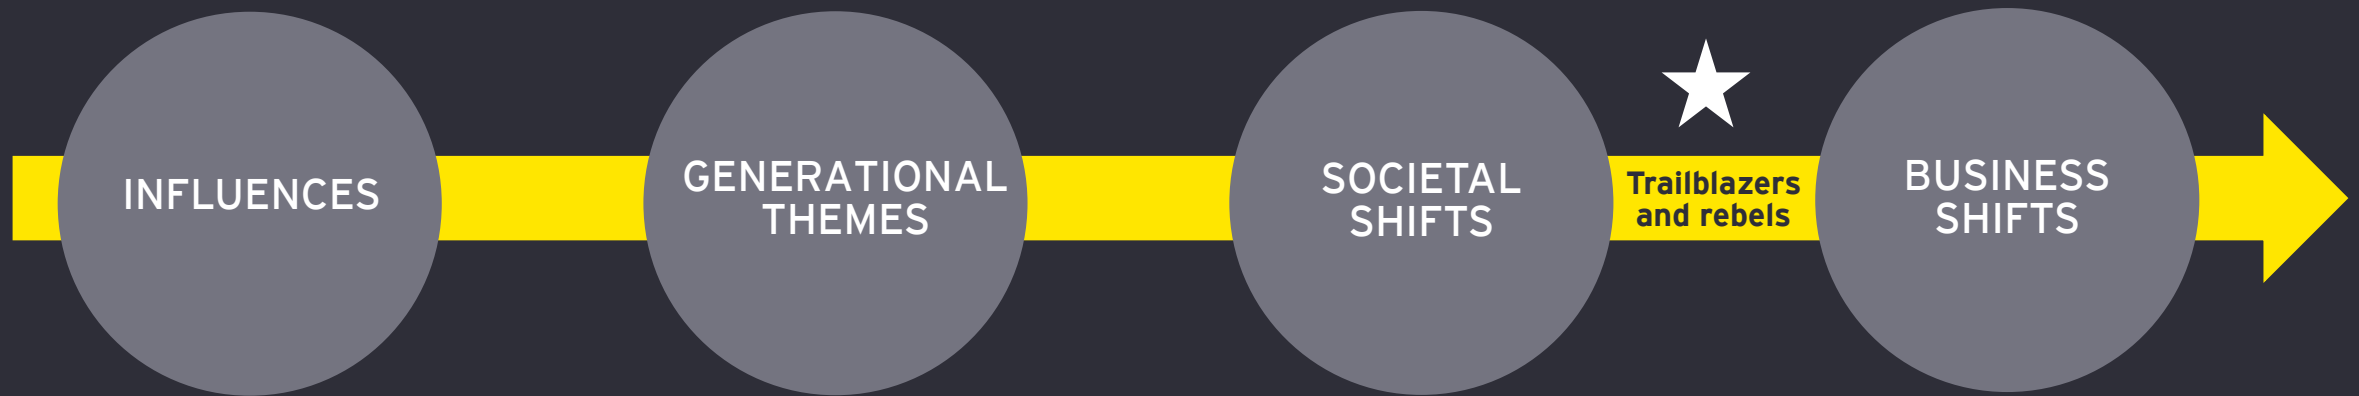 INFLUENCES
GENERATIONAL
THEMES
SOCIETAL
SHIFTS
Trailblazers
and rebels
BUSINESS
SHIFTS